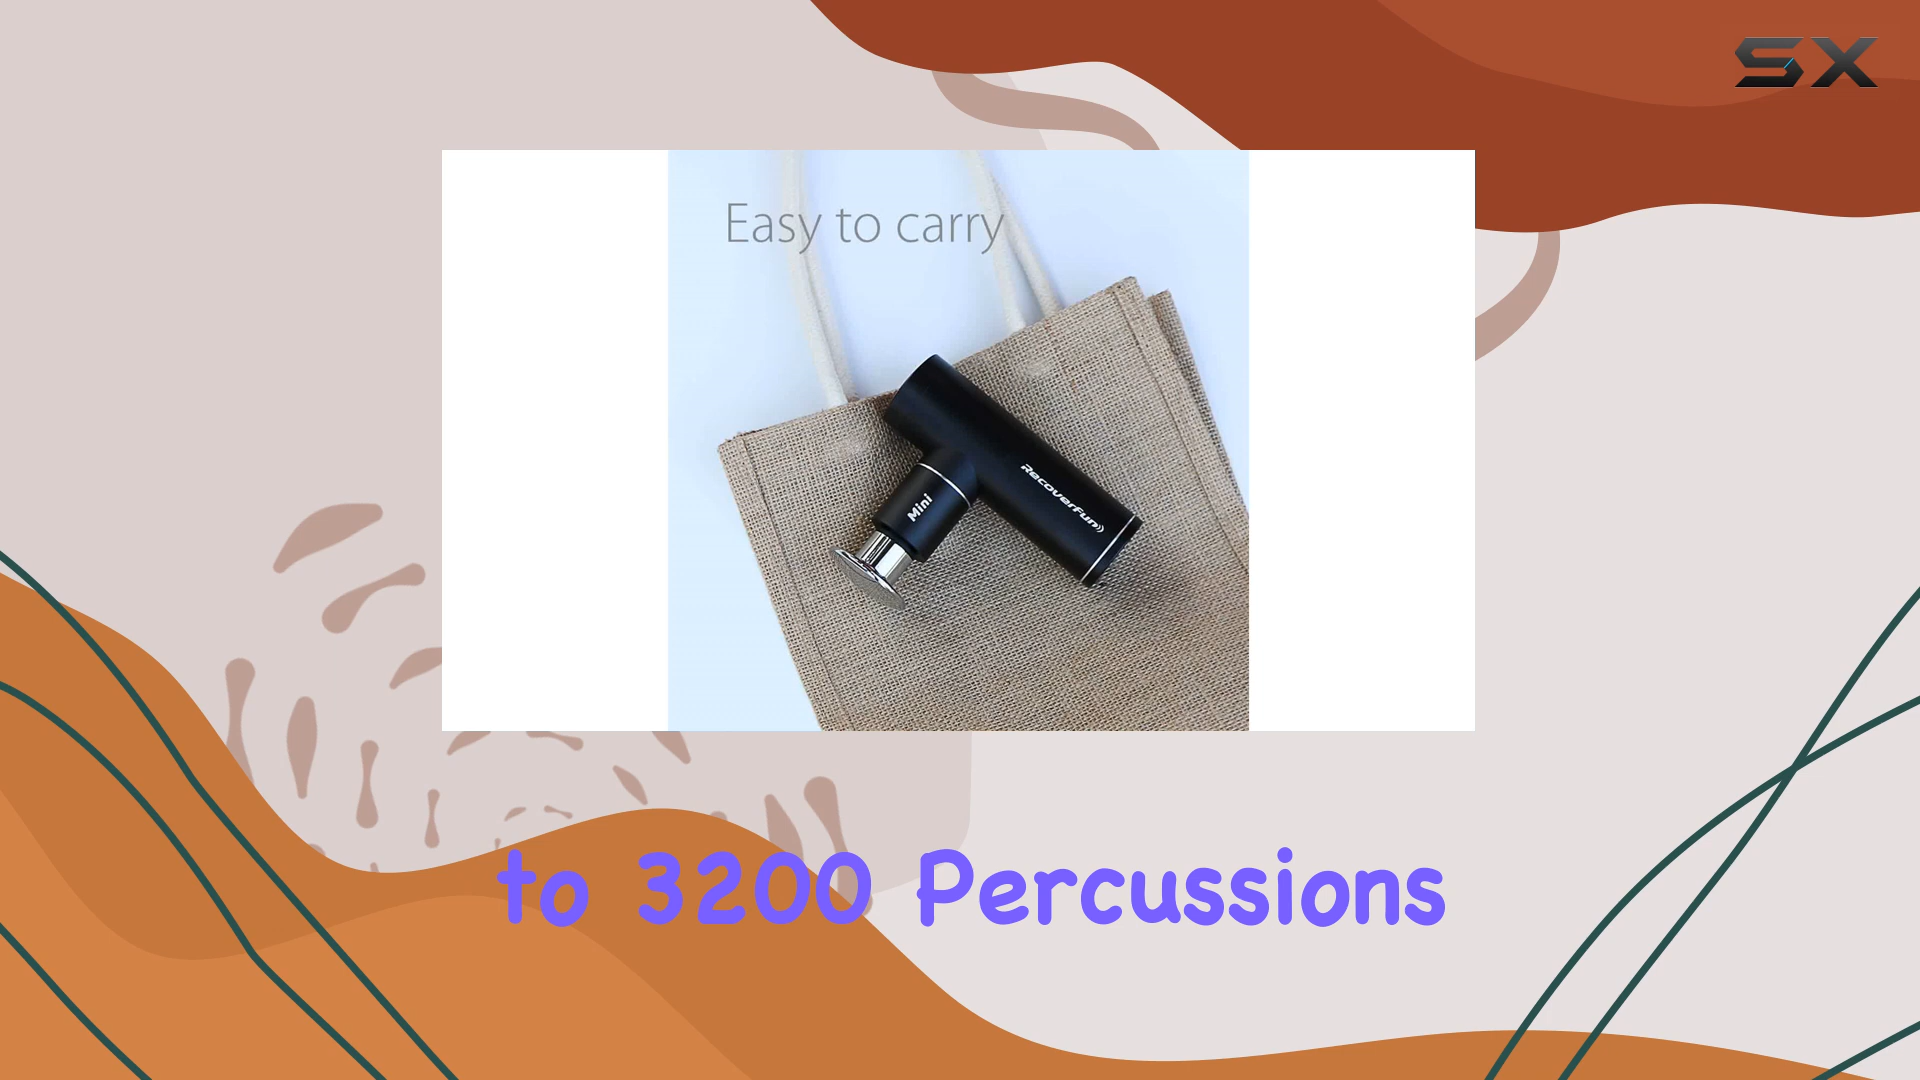 SX
Easy to carry
Mini
RecoverFun
to 3200 Percussions